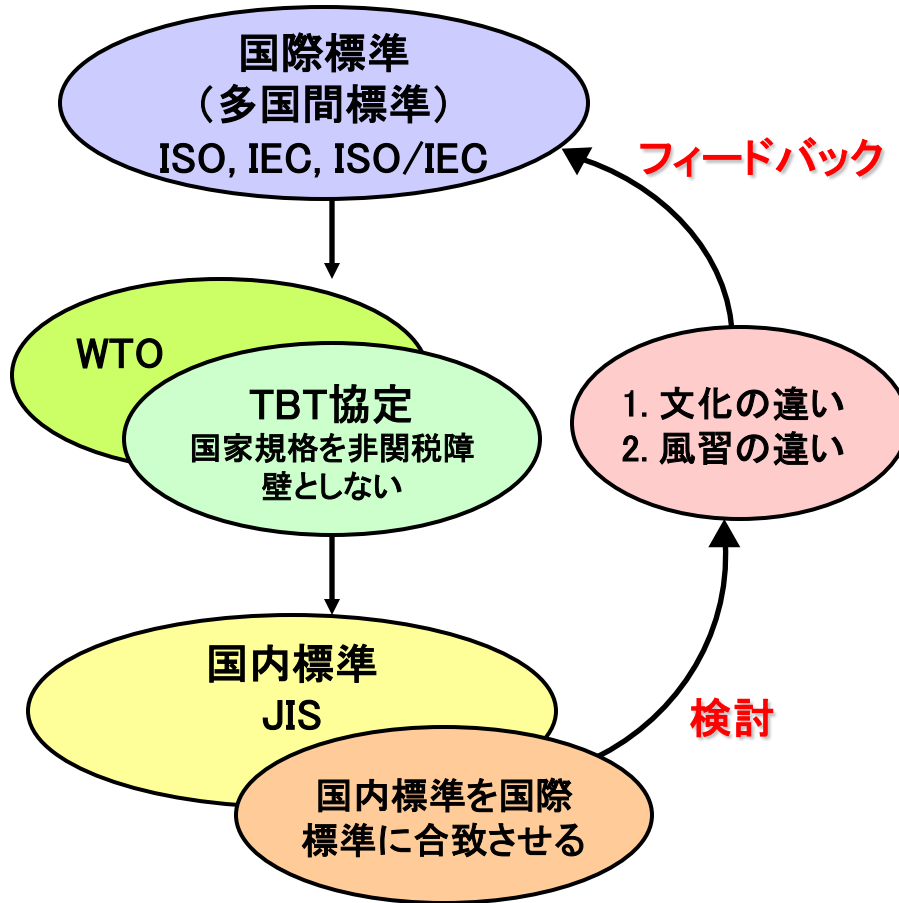 国際標準
（多国間標準）
ISO, IEC, ISO/IEC
フィードバック
WTO
TBT協定
国家規格を非関税障
壁としない
1. 文化の違い
2. 風習の違い
国内標準
JIS
検討
国内標準を国際
標準に合致させる